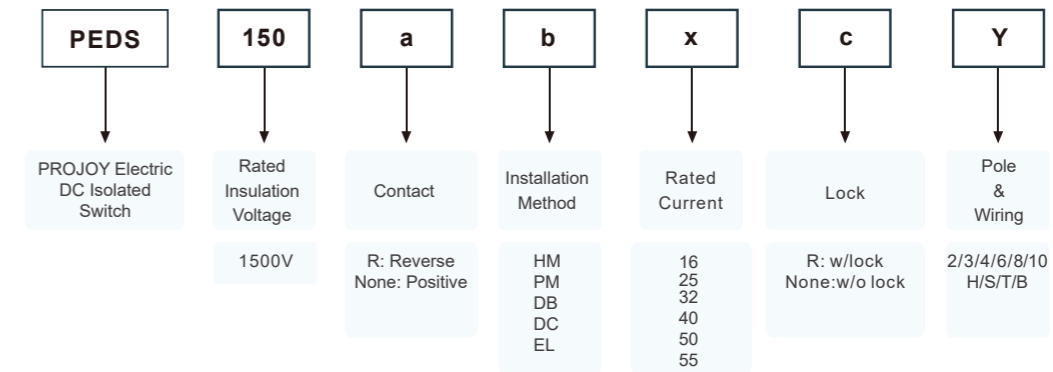 PEDS 150 a b x c Y
PROJOY Electric
DC Isolated
Switch
Rated
Insulation
Voltage
Contact
Installation
Method
Rated
Current
Lock
Pole
&
Wiring
1500V
R: Reverse
None: Positive
HM
PM
DB
DC
EL
16
25
32
40
50
55
R: w/lock
None:w/o lock
2/3/4/6/8/10
H/S/T/B